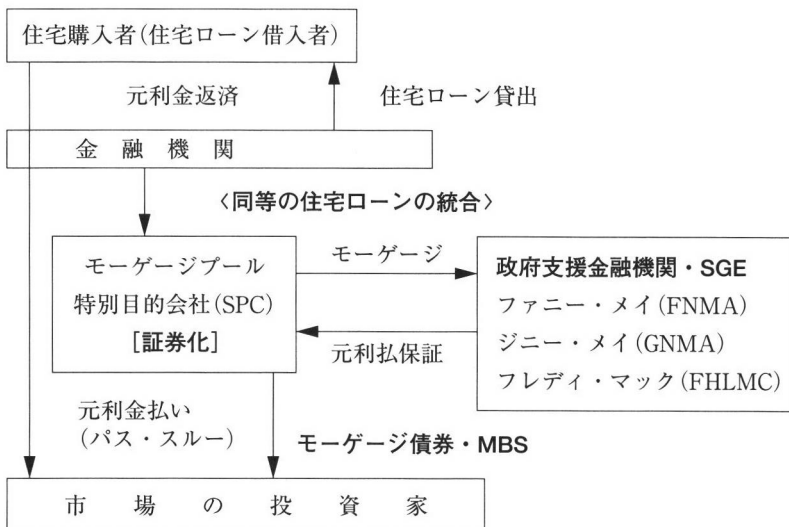 住宅購入者(住宅ローン借入者)
元利金返済
住宅ローン貸出
金融機関
〈同等の住宅ローンの統合〉
モーゲージプール
特別目的会社(SPC)
[証券化]
モーゲージ
元利払保証
政府支援金融機関・SGE
ファニー・メイ(FNMA)
ジニー・メイ(GNMA)
フレディ・マック(FHLMC)
元利金払い
(パス・スルー)
モーゲージ債券・MBS
市場の投資家